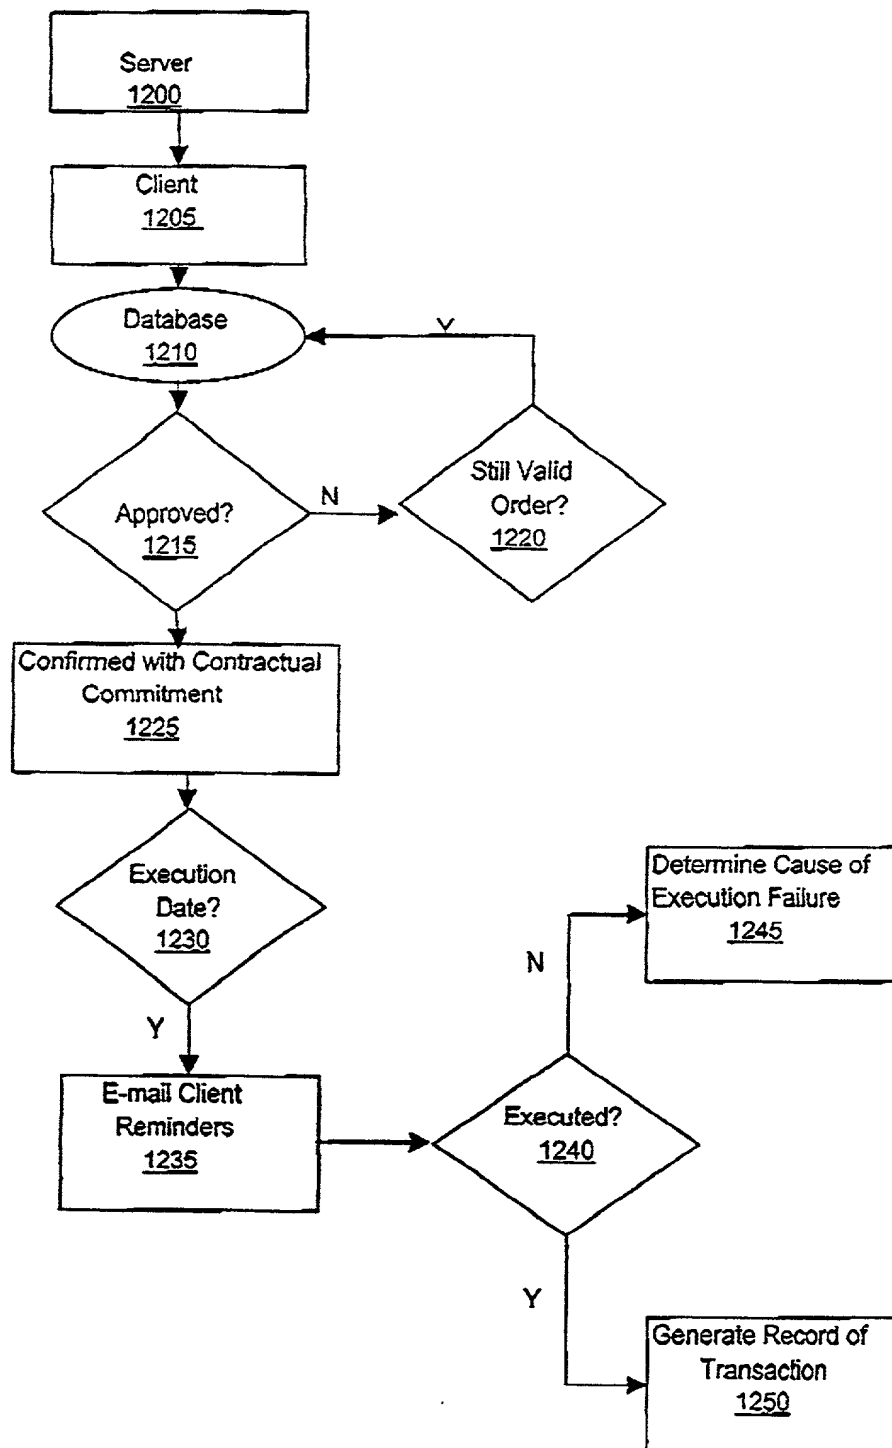 Server
1200
Client
1205
Database
1210
Y
Approved?
1215
N
Still Valid
Order?
1220
Confirmed with Contractual
Commitment
1225
Execution
Date?
1230
Y
E-mail Client
Reminders
1235
Executed?
1240
N
Determine Cause of
Execution Failure
1245
Y
Generate Record of
Transaction
1250